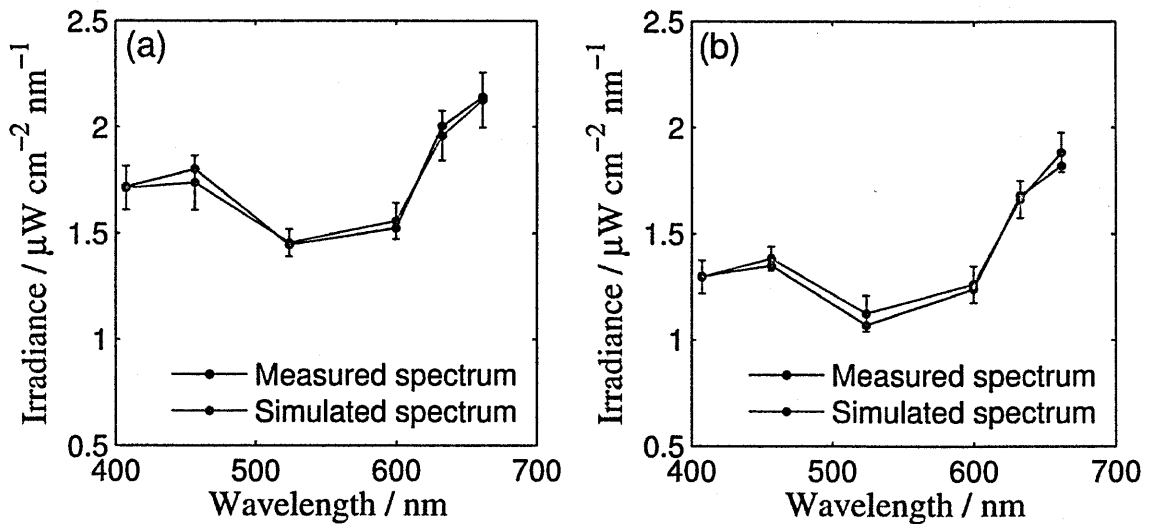 (a)
2.5
2
1.5
1
0.5
Irradiance / μW cm⁻² nm⁻¹
Measured spectrum
Simulated spectrum
400 500 600 700
Wavelength / nm
(b)
2.5
2
1.5
1
0.5
Irradiance / μW cm⁻² nm⁻¹
Measured spectrum
Simulated spectrum
400 500 600 700
Wavelength / nm